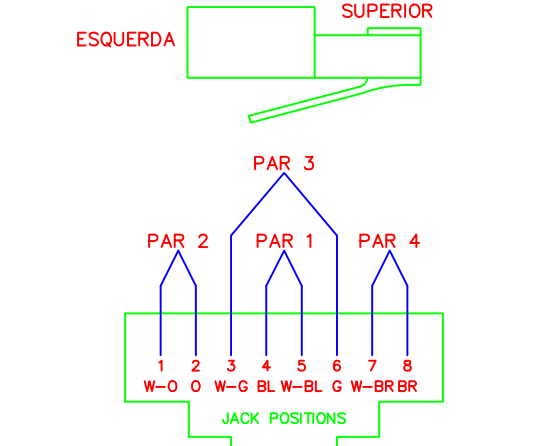 SUPERIOR
ESQUERDA
PAR 3
PAR 2 PAR 1 PAR 4
1 2 3 4 5 6 7 8
W-O O W-G BL W-BL G W-BR BR
JACK POSITIONS